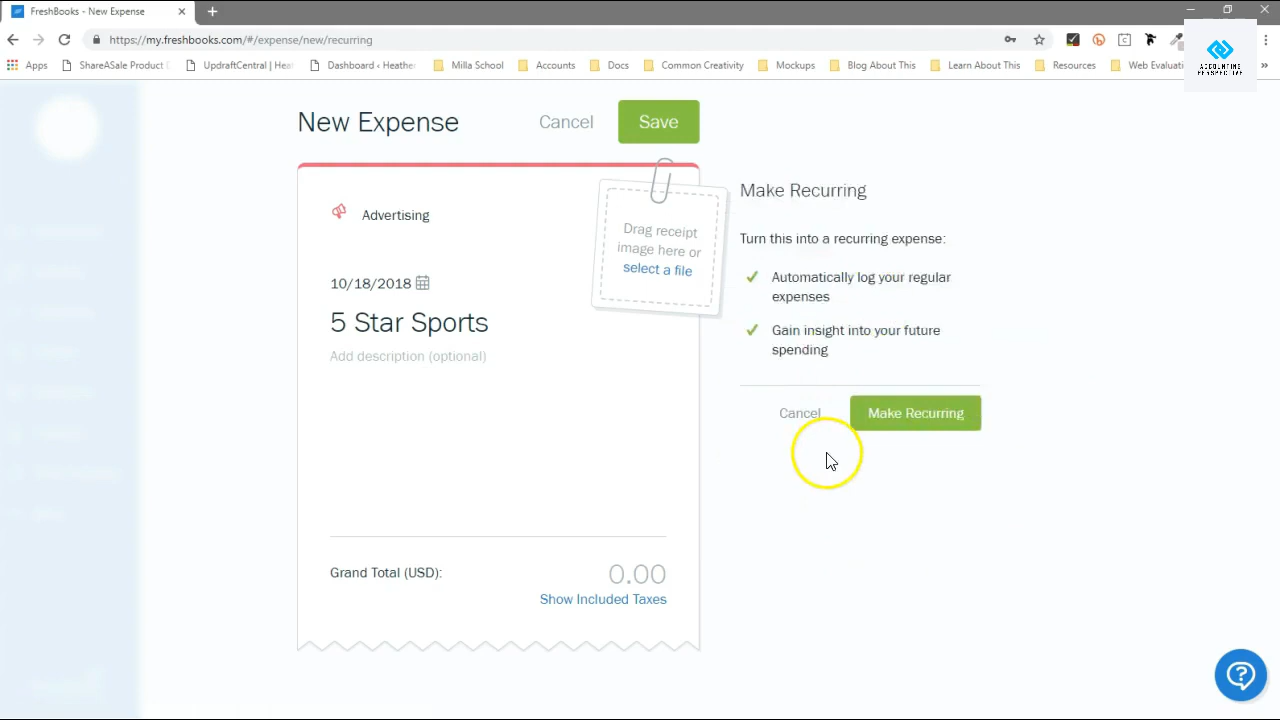 FreshBooks - New Expense
https://my.freshbooks.com/#/expense/new/recurring
Apps
ShareASale Product
UpdraftCentral | Heat
Dashboard ‹ Heathe
Milla School
Accounts
Docs
Common Creativity
Mockups
Blog About This
Learn About This
Resources
Web Evaluati
»
ACCOUNTING
PERSPECTIVE
New Expense
Cancel
Save
Advertising
Drag receipt
image here or
select a file
10/18/2018
5 Star Sports
Add description (optional)
Grand Total (USD):
0.00
Show Included Taxes
Make Recurring
Turn this into a recurring expense:
Automatically log your regular
expenses
Gain insight into your future
spending
Cancel
Make Recurring